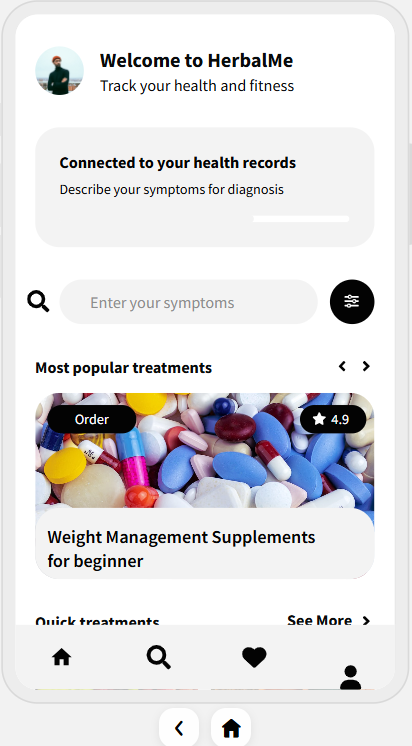 Welcome to HerbalMe
Track your health and fitness
Connected to your health records
Describe your symptoms for diagnosis
Enter your symptoms
Most popular treatments
Order
4.9
Weight Management Supplements
for beginner
Quick treatments
See More